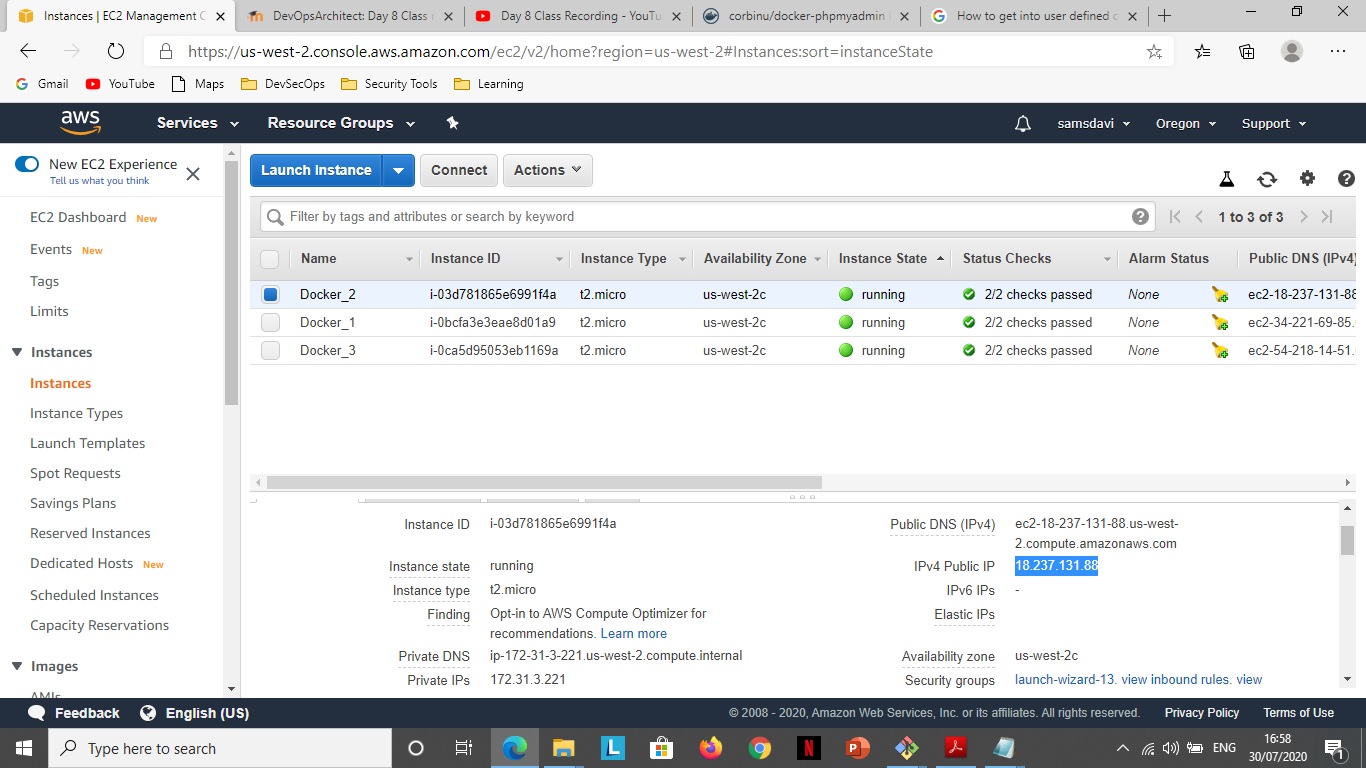 Instances | EC2 Management C
DevOpsArchitect: Day 8 Class
Day 8 Class Recording - YouTu
corbinu/docker-phpmyadmin
How to get into user defined c
https://us-west-2.console.aws.amazon.com/ec2/v2/home?region=us-west-2#Instances:sort=instanceState
Gmail YouTube Maps DevSecOps Security Tools Learning
aws Services Resource Groups samsdavi Oregon Support
New EC2 Experience
Tell us what you think
EC2 Dashboard New
Events New
Tags
Limits
Instances
Instances
Instance Types
Launch Templates
Spot Requests
Savings Plans
Reserved Instances
Dedicated Hosts New
Scheduled Instances
Capacity Reservations
Images
AMIs
Launch Instance Connect Actions
Filter by tags and attributes or search by keyword
1 to 3 of 3
Name Instance ID Instance Type Availability Zone Instance State Status Checks Alarm Status Public DNS (IPv4)
Docker_2 i-03d781865e6991f4a t2.micro us-west-2c running 2/2 checks passed None ec2-18-237-131-88
Docker_1 i-0bcfa3e3eae8d01a9 t2.micro us-west-2c running 2/2 checks passed None ec2-34-221-69-85.
Docker_3 i-0ca5d95053eb1169a t2.micro us-west-2c running 2/2 checks passed None ec2-54-218-14-51.
Instance ID i-03d781865e6991f4a
Instance state running
Instance type t2.micro
Finding Opt-in to AWS Compute Optimizer for
recommendations. Learn more
Private DNS ip-172-31-3-221.us-west-2.compute.internal
Private IPs 172.31.3.221
Public DNS (IPv4) ec2-18-237-131-88.us-west-
2.compute.amazonaws.com
IPv4 Public IP 18.237.131.88
IPv6 IPs -
Elastic IPs
Availability zone us-west-2c
Security groups launch-wizard-13. view inbound rules. view
Feedback English (US)
© 2008 - 2020, Amazon Web Services, Inc. or its affiliates. All rights reserved. Privacy Policy Terms of Use
Type here to search
ENG
16:58
30/07/2020
1